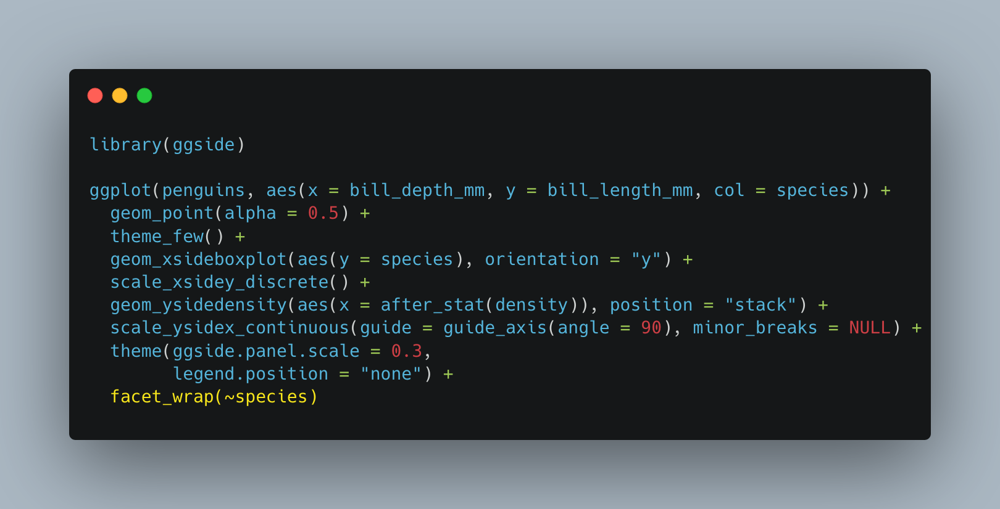 library(ggside)

ggplot(penguins, aes(x = bill_depth_mm, y = bill_length_mm, col = species)) +
  geom_point(alpha = 0.5) +
  theme_few() +
  geom_xsideboxplot(aes(y = species), orientation = "y") +
  scale_xsidey_discrete() +
  geom_ysidedensity(aes(x = after_stat(density)), position = "stack") +
  scale_ysidex_continuous(guide = guide_axis(angle = 90), minor_breaks = NULL) +
  theme(ggside.panel.scale = 0.3,
        legend.position = "none") +
  facet_wrap(~species)